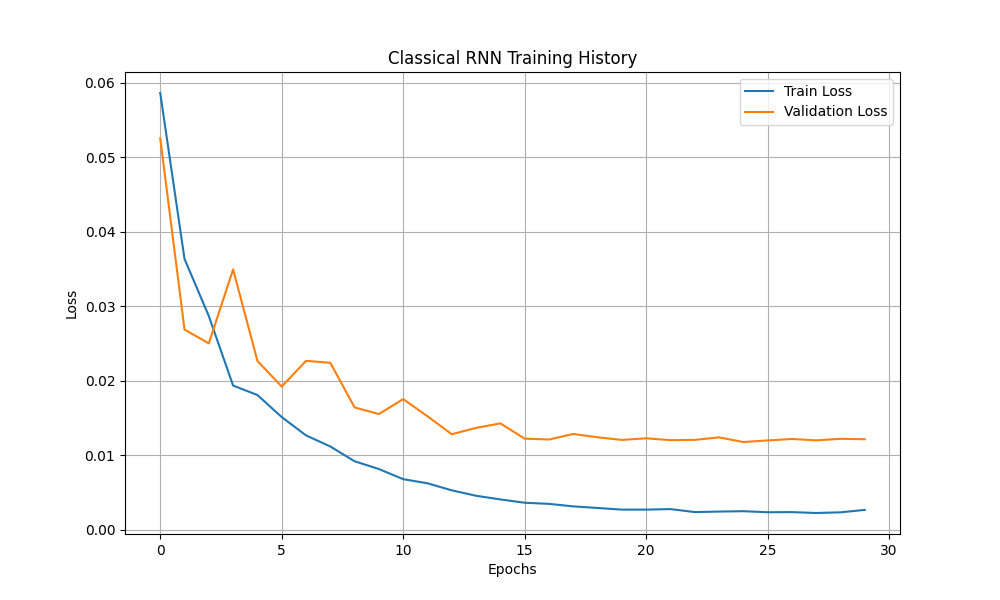 Classical RNN Training History
Train Loss
Validation Loss
0.06
0.05
0.04
0.03
0.02
0.01
0.00
Loss
0 5 10 15 20 25 30
Epochs